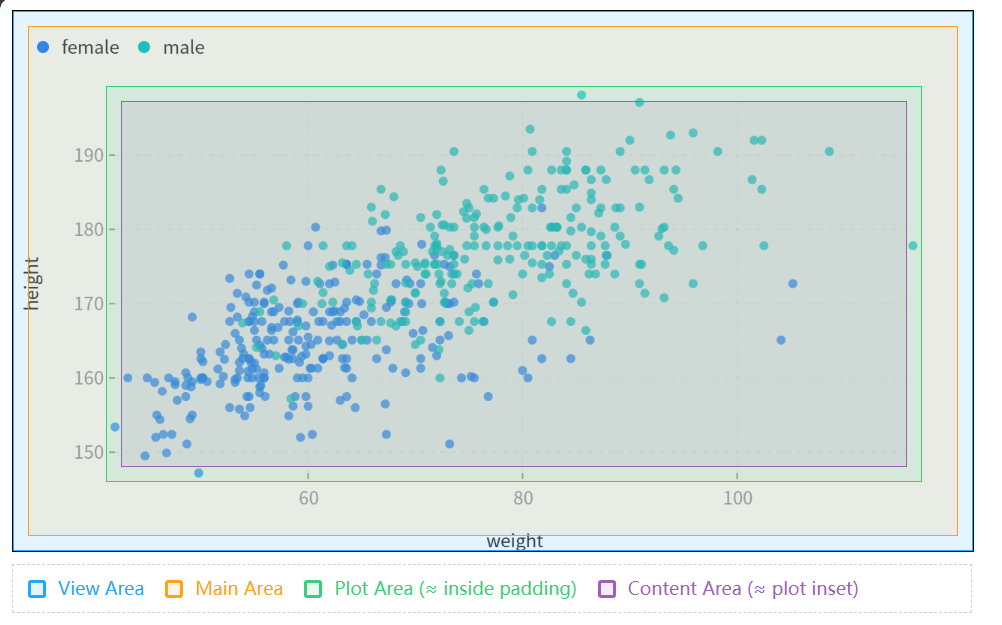 female male
190
180
170
160
150
height
60 80 100
weight
View Area Main Area Plot Area (≈ inside padding) Content Area (≈ plot inset)